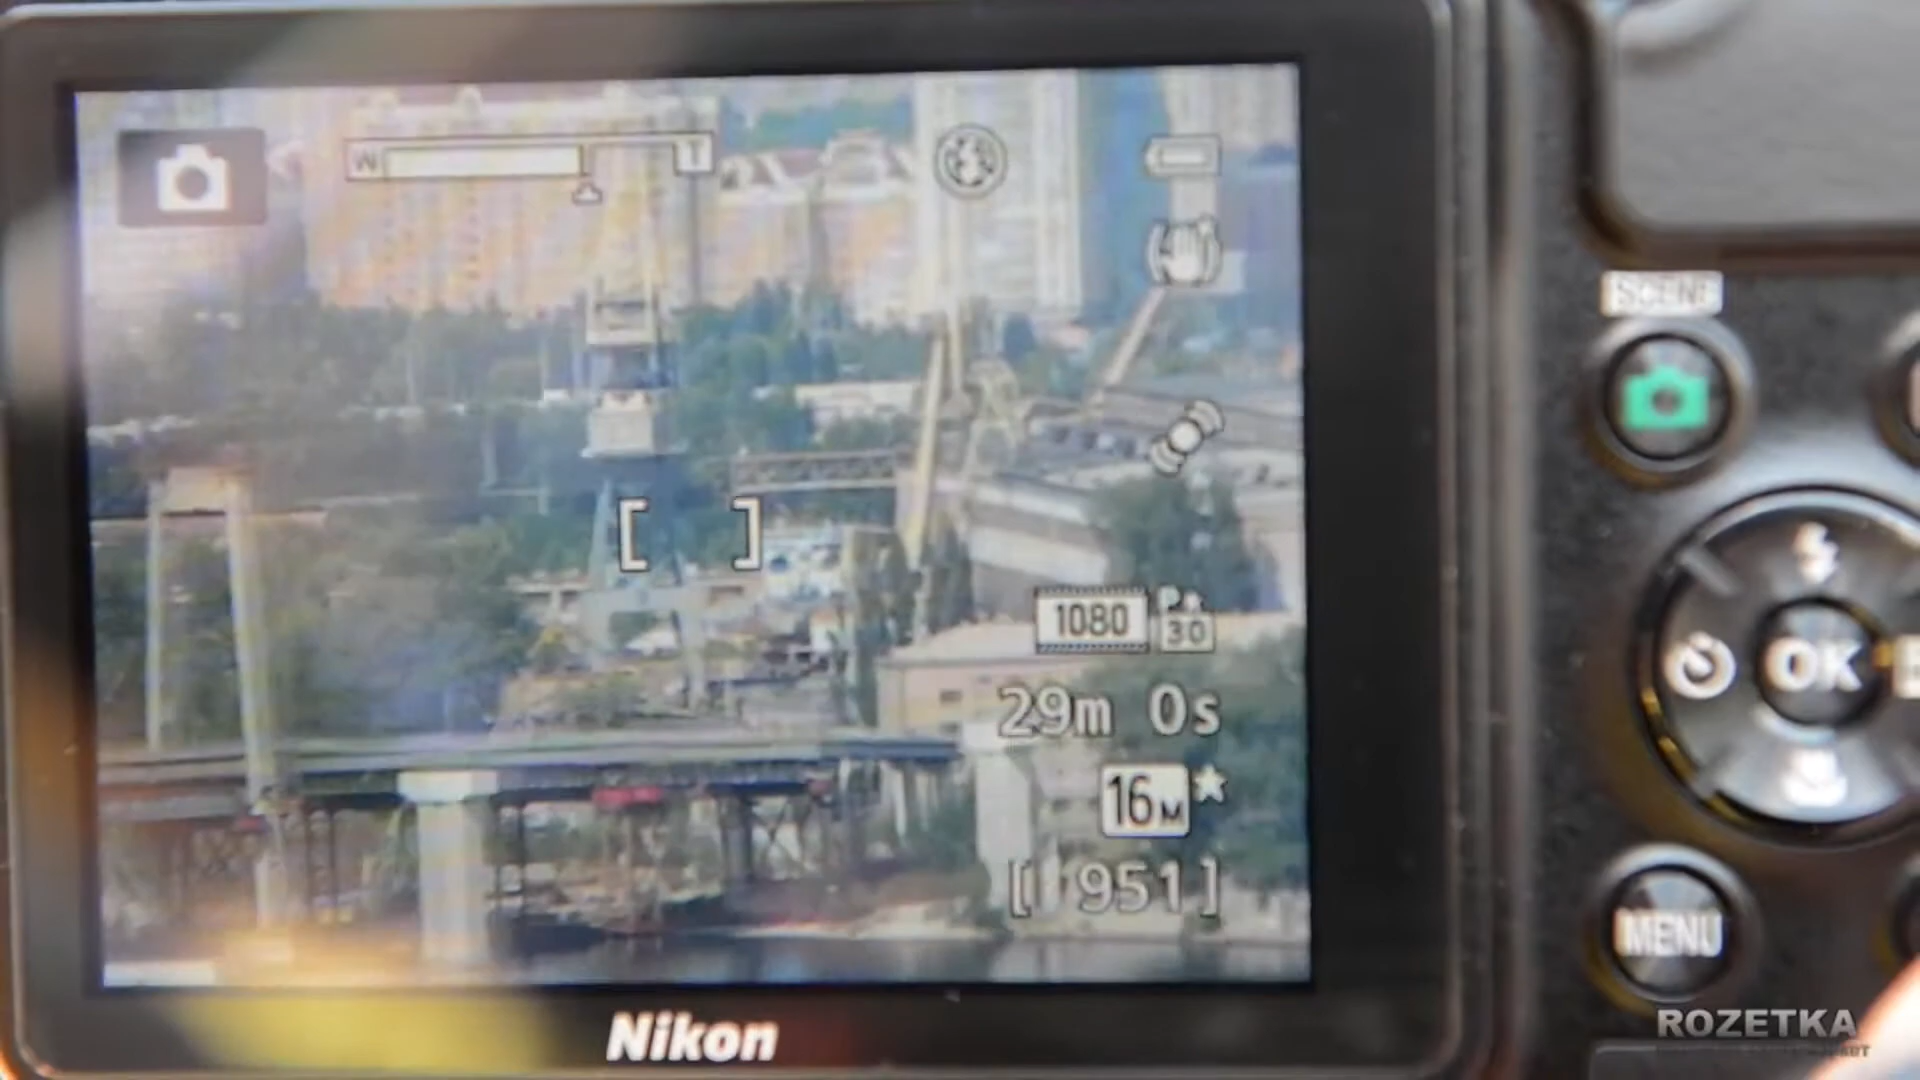 W T
SCENE
1080 30
29m 0s
OK
16M
[ 951]
MENU
ROZETKA
Nikon